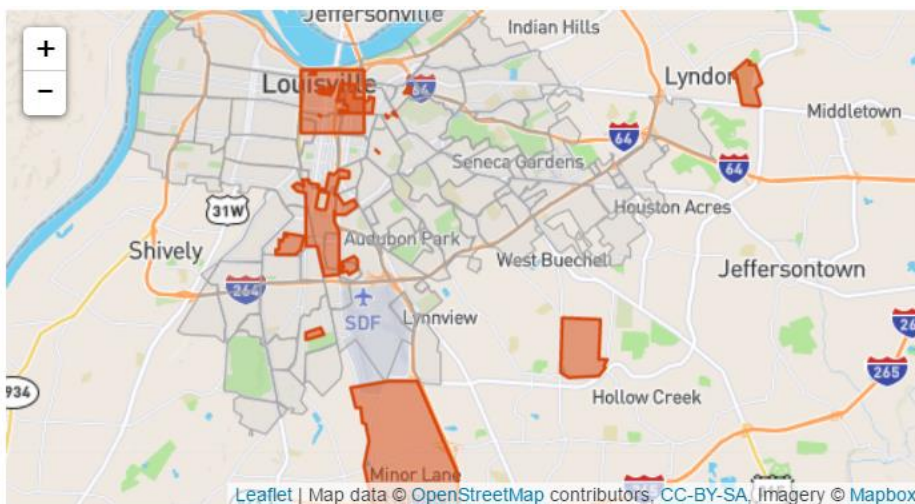 Jeffersonville
Indian Hills
+
−
Louisville
64
Lyndon
Middletown
64
Seneca Gardens
64
31W
Houston Acres
Audubon Park
Shively
West Buechel
Jeffersontown
264
SDF
Lynnview
26
265
934
Hollow Creek
Minor Lane
Leaflet | Map data © OpenStreetMap contributors, CC-BY-SA, Imagery © Mapbox